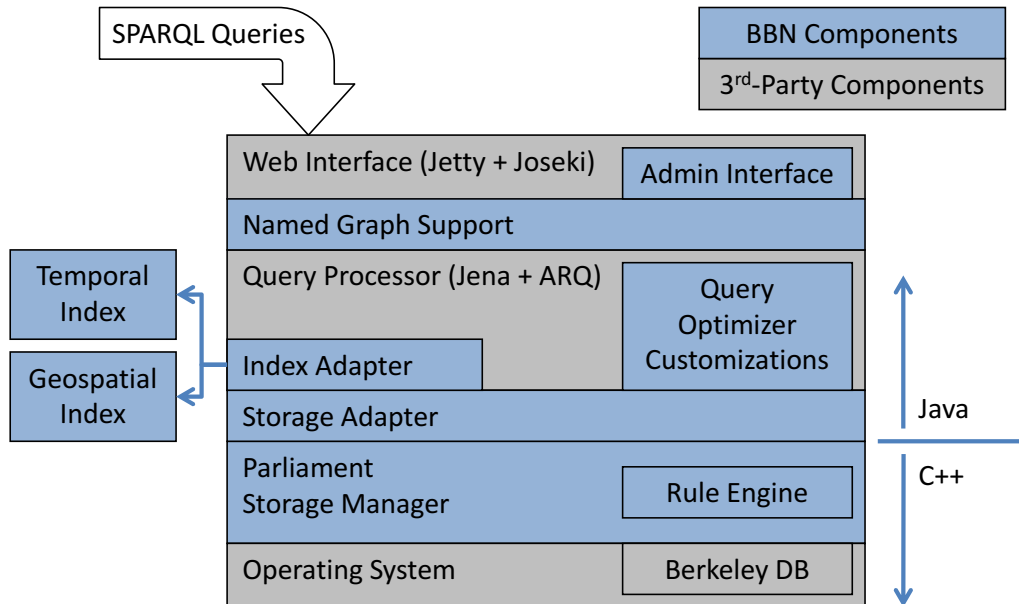 SPARQL Queries
BBN Components
3rd-Party Components
Web Interface (Jetty + Joseki)
Admin Interface
Named Graph Support
Temporal
Index
Query Processor (Jena + ARQ)
Query
Optimizer
Customizations
Geospatial
Index
Index Adapter
Storage Adapter
Java
C++
Parliament
Storage Manager
Rule Engine
Operating System
Berkeley DB